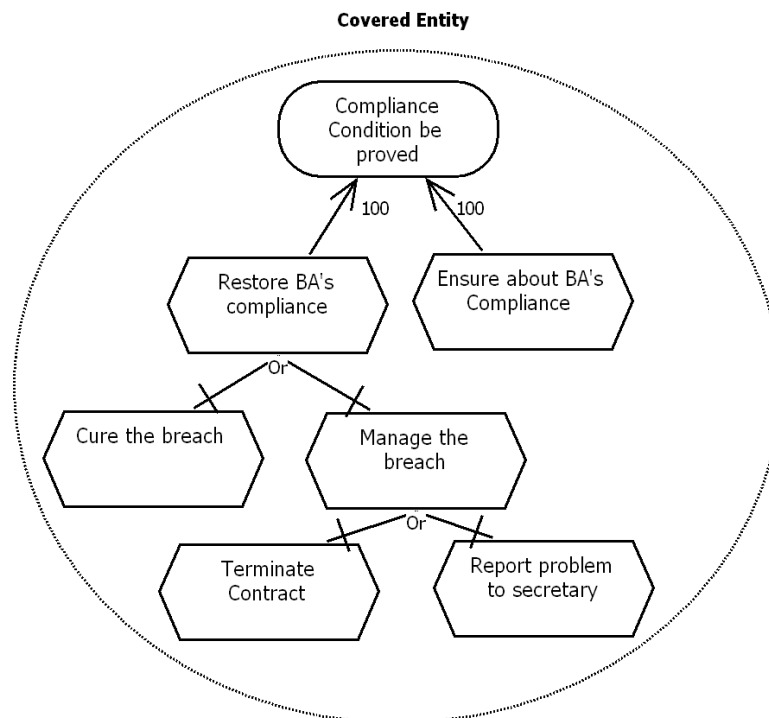 Covered Entity
Compliance
Condition be
proved
100
100
Restore BA's
compliance
Ensure about BA's
Compliance
Or
Cure the breach
Manage the
breach
Or
Terminate
Contract
Report problem
to secretary